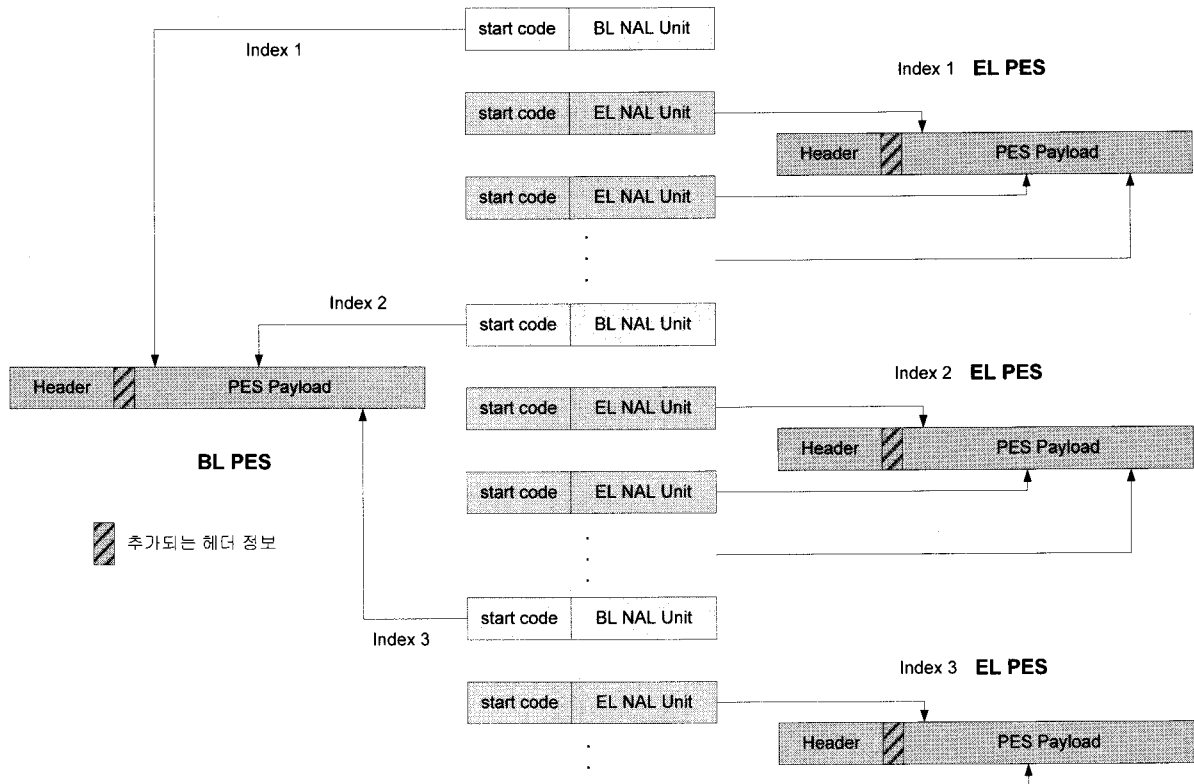 start code BL NAL Unit
Index 1
Index 1 EL PES
start code EL NAL Unit
Header PES Payload
start code EL NAL Unit
Index 2
start code BL NAL Unit
Header PES Payload
Index 2 EL PES
start code EL NAL Unit
Header PES Payload
BL PES
start code EL NAL Unit
추가되는 헤더 정보
start code BL NAL Unit
Index 3
Index 3 EL PES
start code EL NAL Unit
Header PES Payload